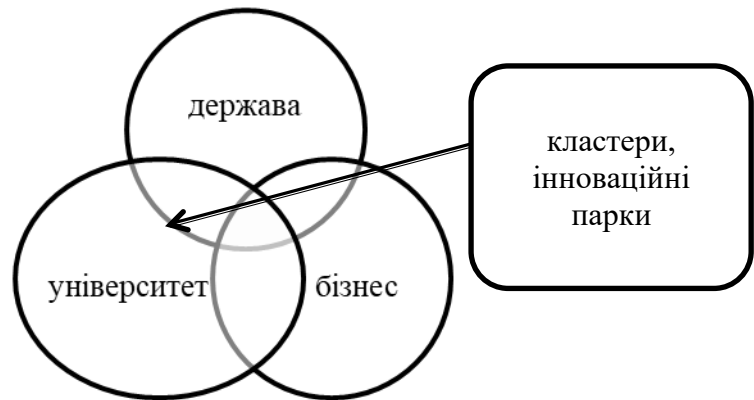 держава
університет
бізнес
кластери,
інноваційні
парки